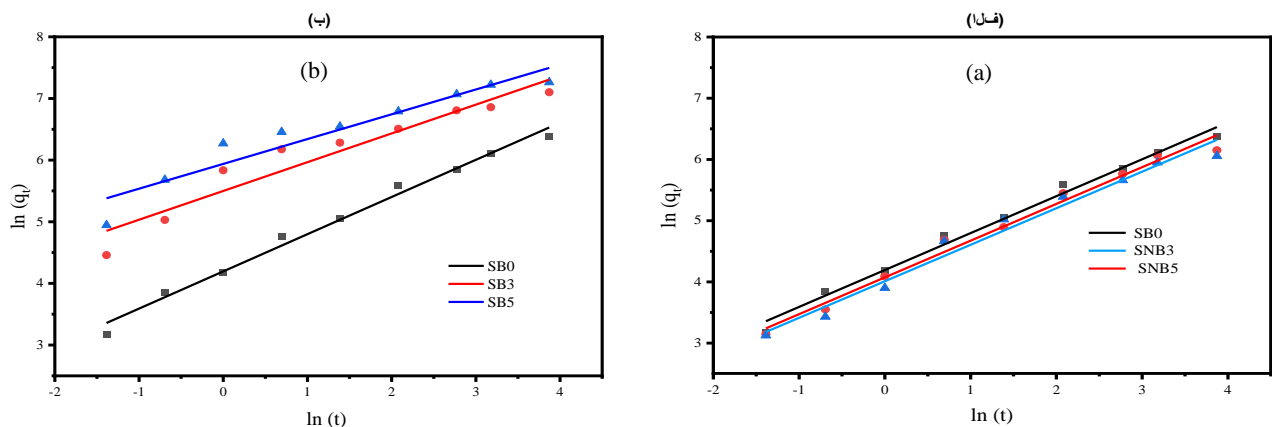 (ب)
(b)
8
7
6
5
4
3
ln (qt)
-2 -1 0 1 2 3 4 5
ln (t)
SB0
SB3
SB5
(الف)
(a)
8
7
6
5
4
3
ln (qt)
-2 -1 0 1 2 3 4
ln (t)
SB0
SNB3
SNB5